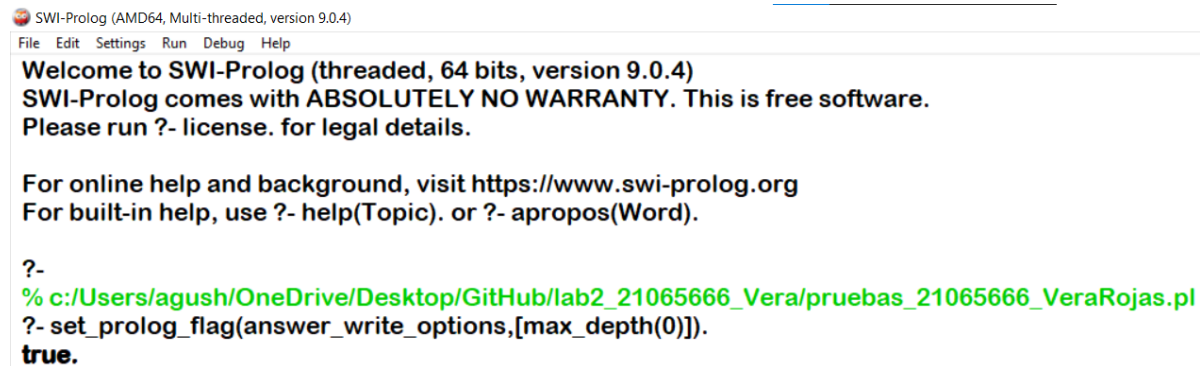 SWI-Prolog (AMD64, Multi-threaded, version 9.0.4)
File Edit Settings Run Debug Help
Welcome to SWI-Prolog (threaded, 64 bits, version 9.0.4)
SWI-Prolog comes with ABSOLUTELY NO WARRANTY. This is free software.
Please run ?- license. for legal details.
For online help and background, visit https://www.swi-prolog.org
For built-in help, use ?- help(Topic). or ?- apropos(Word).
?-
% c:/Users/agush/OneDrive/Desktop/GitHub/lab2_21065666_Vera/pruebas_21065666_VeraRojas.pl
?- set_prolog_flag(answer_write_options,[max_depth(0)]).
true.